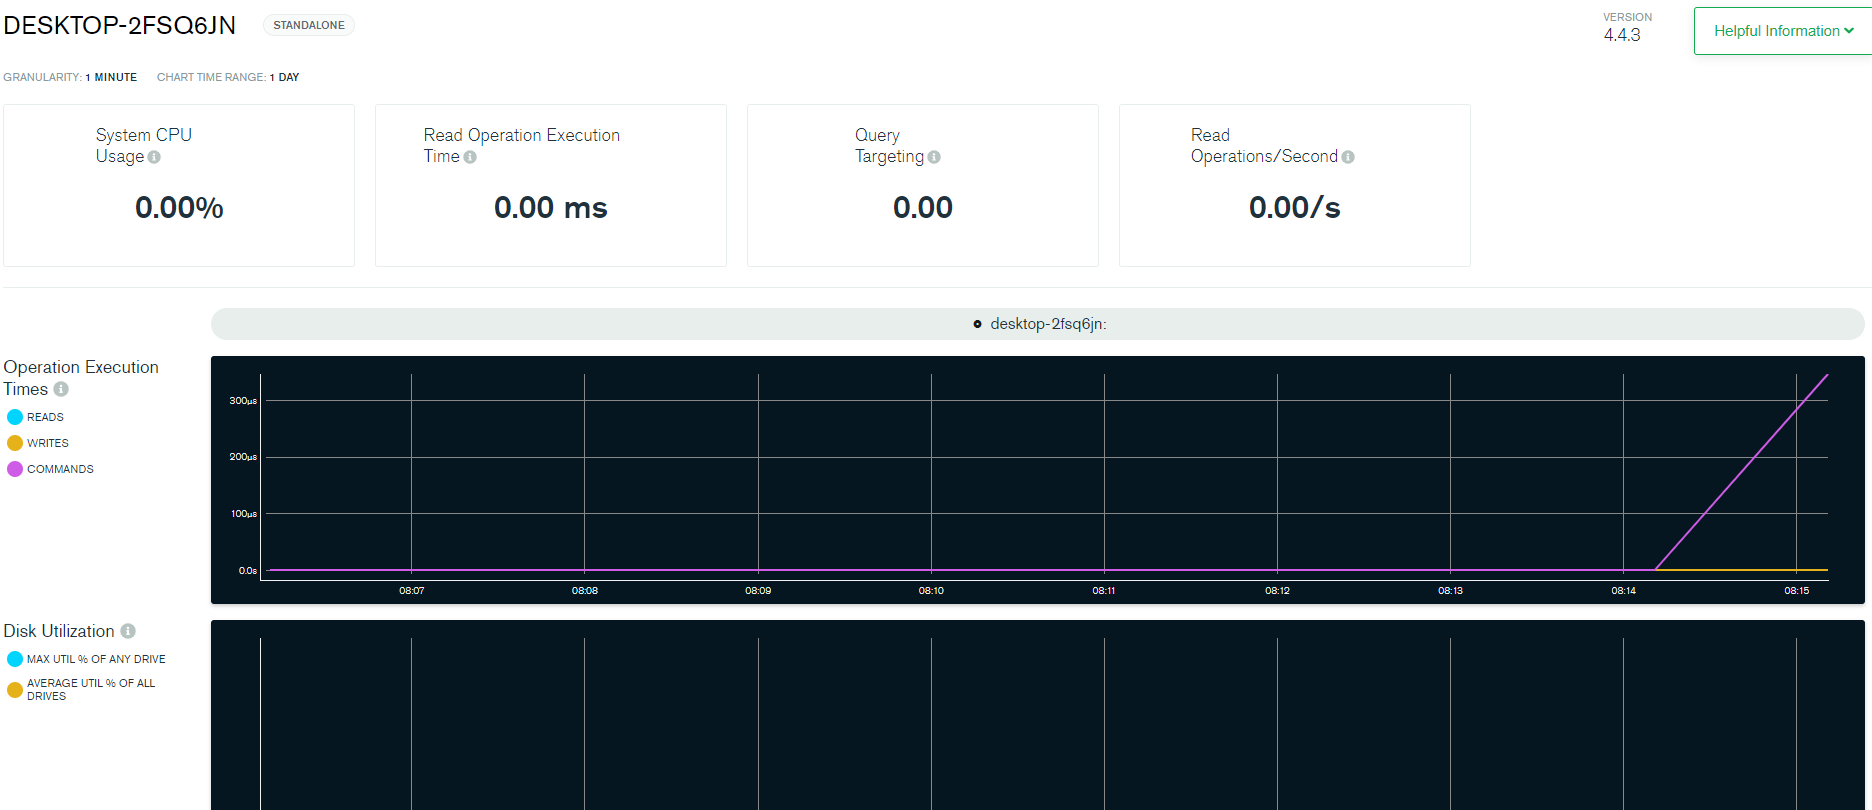 DESKTOP-2FSQ6JN
STANDALONE
VERSION
4.4.3
Helpful Information
GRANULARITY: 1 MINUTE
CHART TIME RANGE: 1 DAY
System CPU
Usage
0.00%
Read Operation Execution
Time
0.00 ms
Query
Targeting
0.00
Read
Operations/Second
0.00/s
desktop-2fsq6jn:
Operation Execution
Times
READS
WRITES
COMMANDS
300µs
200µs
100µs
0.0s
08:07
08:08
08:09
08:10
08:11
08:12
08:13
08:14
08:15
Disk Utilization
MAX UTIL % OF ANY DRIVE
AVERAGE UTIL % OF ALL
DRIVES